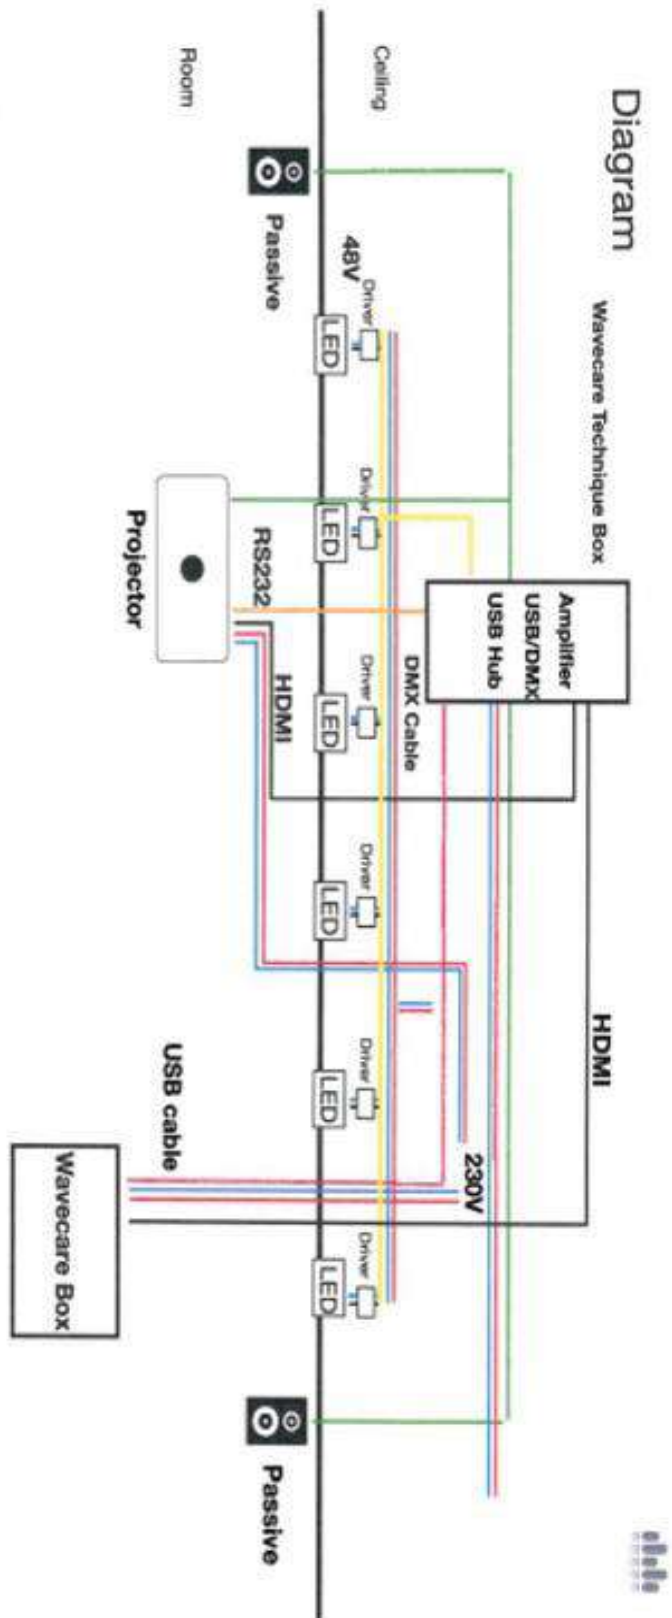 Diagram
Wavecare Technique Box
Ceiling
Room
Amplifier
USB/DMX
USB Hub
HDMI
DMX Cable
230V
48V
Driver
Driver
Driver
Driver
Driver
Driver
LED
LED
LED
LED
LED
LED
Passive
RS232
HDMI
Projector
USB cable
Wavecare Box
Passive